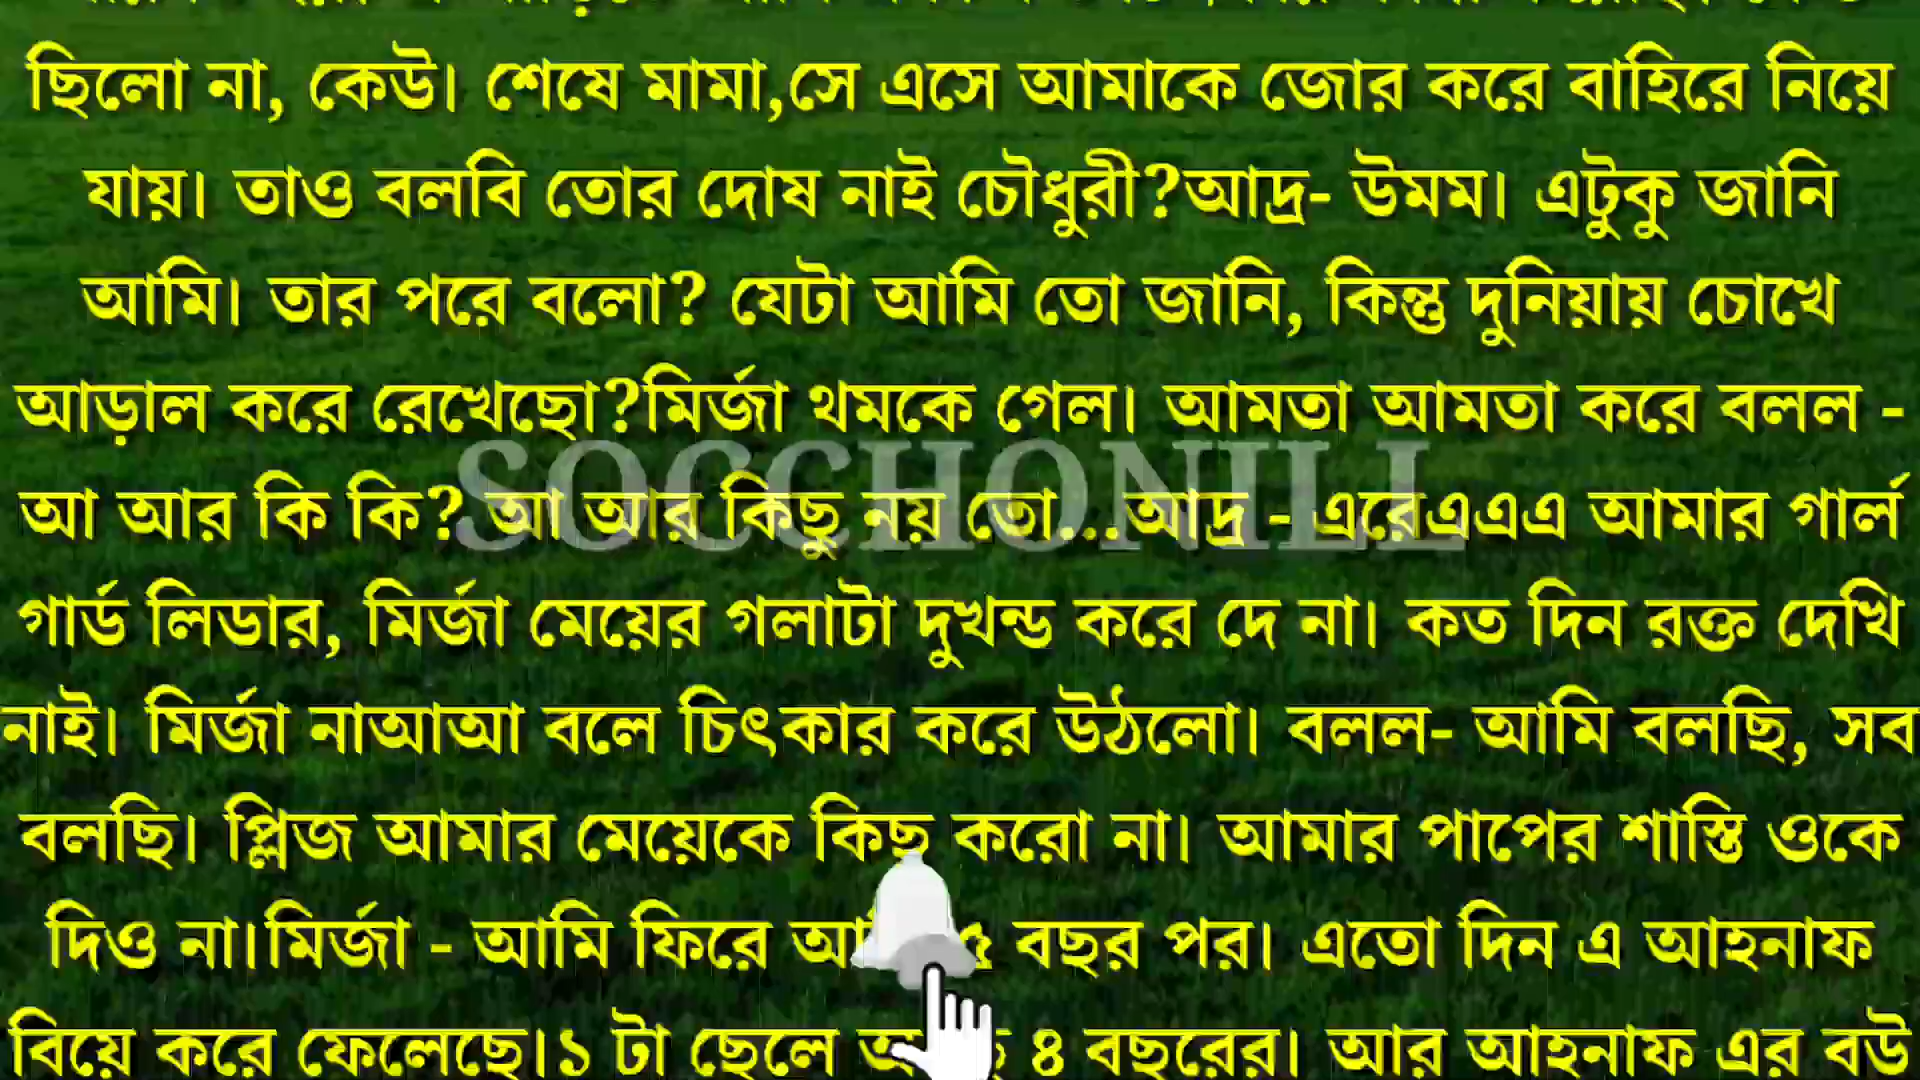 ছিলো না, কেউ। শেষে মামা,সে এসে আমাকে জোর করে বাহিরে নিয়ে
যায়। তাও বলবি তোর দোষ নাই চৌধুরী?আদ্র- উমম। এটুকু জানি
আমি। তার পরে বলো? যেটা আমি তো জানি, কিন্তু দুনিয়ায় চোখে
আড়াল করে রেখেছো?মির্জা থমকে গেল। আমতা আমতা করে বলল -
SOCCHONILL
আ আর কি কি? আ আর কিছু নয় তো...আদ্র - এরেএএএ আমার গার্ল
গার্ড লিডার, মির্জা মেয়ের গলাটা দুখন্ড করে দে না। কত দিন রক্ত দেখি
নাই। মির্জা নাআআ বলে চিৎকার করে উঠলো। বলল- আমি বলছি, সব
বলছি। প্লিজ আমার মেয়েকে কিছু করো না। আমার পাপের শাস্তি ওকে
দিও না।মির্জা - আমি ফিরে ৫ বছর পর। এতো দিন এ আহনাফ
বিয়ে করে ফেলেছে।১ টা ছেলে ৪ বছরের। আর আহনাফ এর বউ